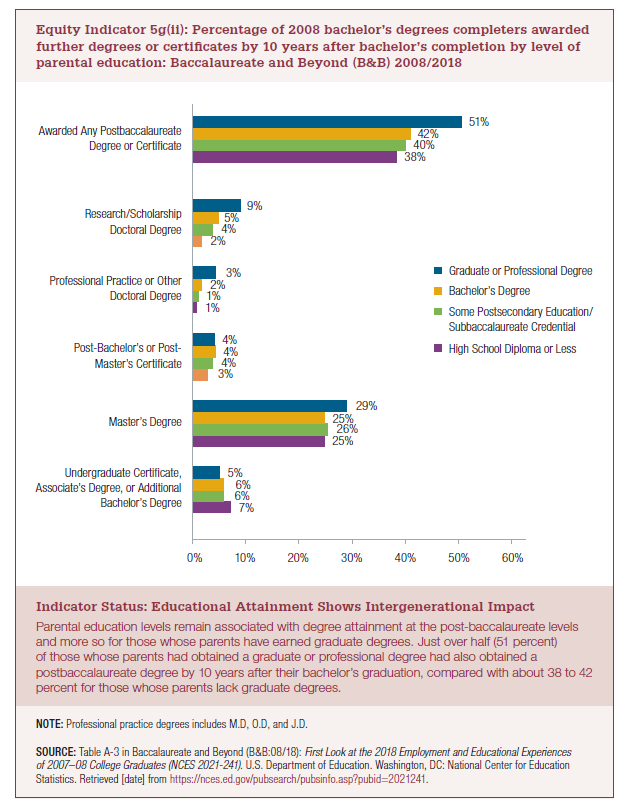 Equity Indicator 5g(ii): Percentage of 2008 bachelor's degrees completers awarded
further degrees or certificates by 10 years after bachelor's completion by level of
parental education: Baccalaureate and Beyond (B&B) 2008/2018
Awarded Any Postbaccalaureate
Degree or Certificate
51%
42%
40%
38%
Research/Scholarship
Doctoral Degree
9%
5%
4%
2%
Professional Practice or Other
Doctoral Degree
3%
2%
1%
1%
Post-Bachelor's or Post-
Master's Certificate
4%
4%
4%
3%
Master's Degree
29%
25%
26%
25%
Undergraduate Certificate,
Associate's Degree, or Additional
Bachelor's Degree
5%
6%
6%
7%
0% 10% 20% 30% 40% 50% 60%
Graduate or Professional Degree
Bachelor's Degree
Some Postsecondary Education/
Subbaccalaureate Credential
High School Diploma or Less
Indicator Status: Educational Attainment Shows Intergenerational Impact
Parental education levels remain associated with degree attainment at the post-baccalaureate levels
and more so for those whose parents have earned graduate degrees. Just over half (51 percent)
of those whose parents had obtained a graduate or professional degree had also obtained a
postbaccalaureate degree by 10 years after their bachelor's graduation, compared with about 38 to 42
percent for those whose parents lack graduate degrees.
NOTE: Professional practice degrees includes M.D, O.D, and J.D.
SOURCE: Table A-3 in Baccalaureate and Beyond (B&B:08/18): First Look at the 2018 Employment and Educational Experiences
of 2007–08 College Graduates (NCES 2021-241). U.S. Department of Education. Washington, DC: National Center for Education
Statistics. Retrieved [date] from https://nces.ed.gov/pubsearch/pubsinfo.asp?pubid=2021241.